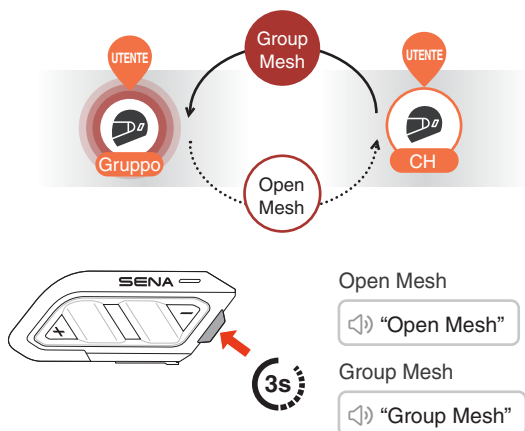 Group
Mesh
UTENTE
UTENTE
Gruppo
CH
Open
Mesh
SENA
+
−
3s
Open Mesh
“Open Mesh”
Group Mesh
“Group Mesh”